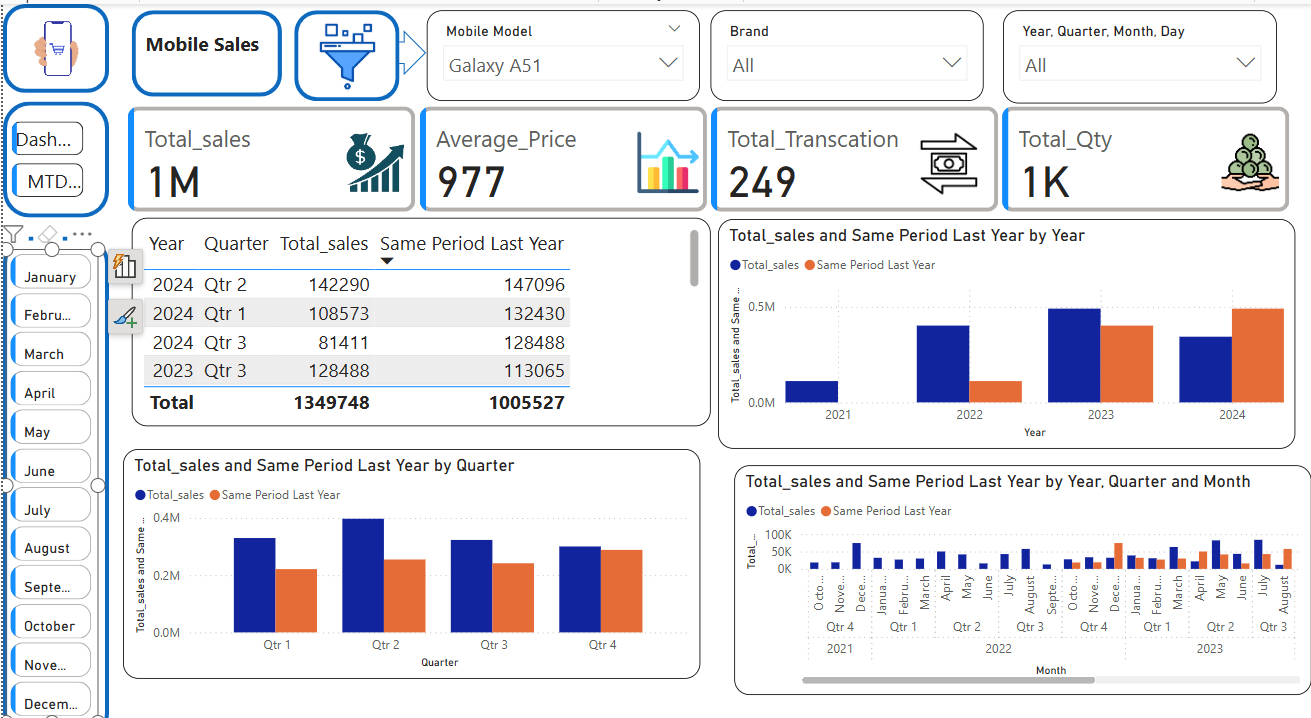 Mobile Sales
Mobile Model
Galaxy A51
Brand
All
Year, Quarter, Month, Day
All
Dash...
MTD...
Total_sales
1M
Average_Price
977
Total_Transcation
249
Total_Qty
1K
January
Febru...
March
April
May
June
July
August
Septe...
October
Nove...
Decem...
Year Quarter Total_sales Same Period Last Year
2024 Qtr 2 142290 147096
2024 Qtr 1 108573 132430
2024 Qtr 3 81411 128488
2023 Qtr 3 128488 113065
Total 1349748 1005527
Total_sales and Same Period Last Year by Year
Total_sales Same Period Last Year
Total_sales and Same ...
0.5M
0.0M
2021 2022 2023 2024
Year
Total_sales and Same Period Last Year by Quarter
Total_sales Same Period Last Year
Total_sales and Same ...
0.4M
0.2M
0.0M
Qtr 1 Qtr 2 Qtr 3 Qtr 4
Quarter
Total_sales and Same Period Last Year by Year, Quarter and Month
Total_sales Same Period Last Year
Total_...
100K
50K
0K
Octo... Nove... Dece... Janua... Febru... March April May June July August Septe... Octo... Nove... Dece... Janua... Febru... March April May June July August
Qtr 4 Qtr 1 Qtr 2 Qtr 3 Qtr 4 Qtr 1 Qtr 2 Qtr 3
2021 2022 2023
Month